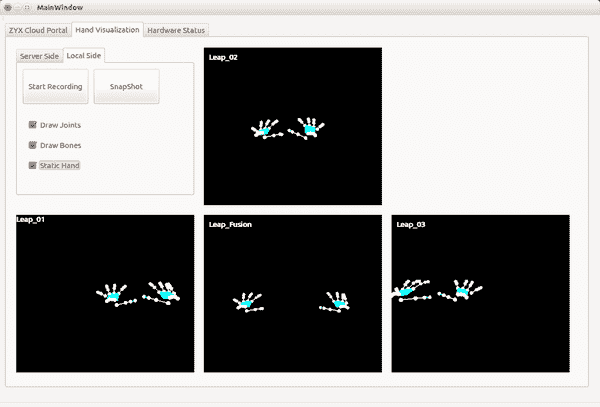 MainWindow
ZYX Cloud Portal
Hand Visualization
Hardware Status
Server Side
Local Side
Start Recording
SnapShot
Draw Joints
Draw Bones
Static Hand
Leap_02
Leap_01
Leap_Fusion
Leap_03